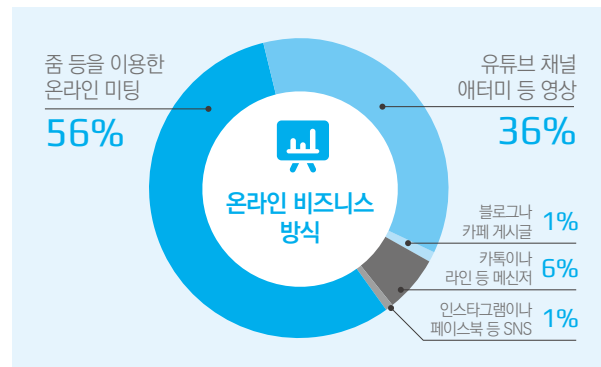 줌 등을 이용한
온라인 미팅
56%
유튜브 채널
애터미 등 영상
36%
온라인 비즈니스
방식
블로그나
카페 게시글
1%
카톡이나
라인 등 메신저
6%
인스타그램이나
페이스북 등 SNS
1%